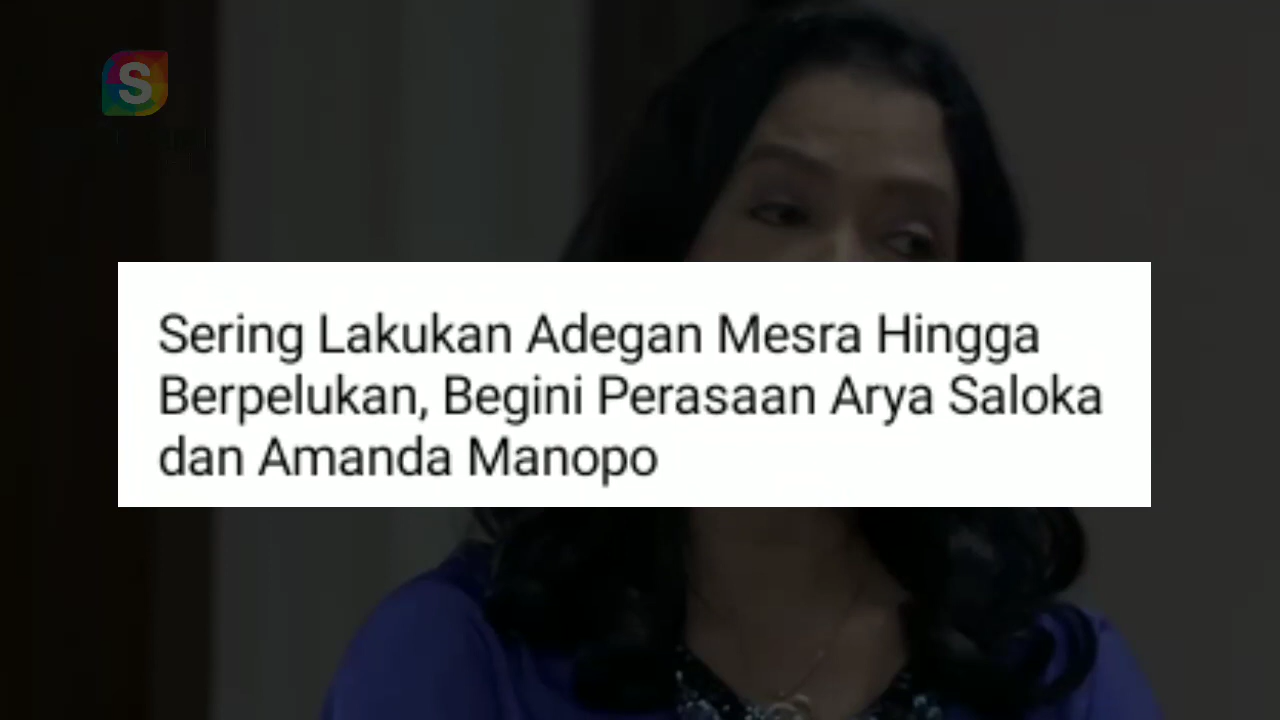 S
Sering Lakukan Adegan Mesra Hingga
Berpelukan, Begini Perasaan Arya Saloka
dan Amanda Manopo